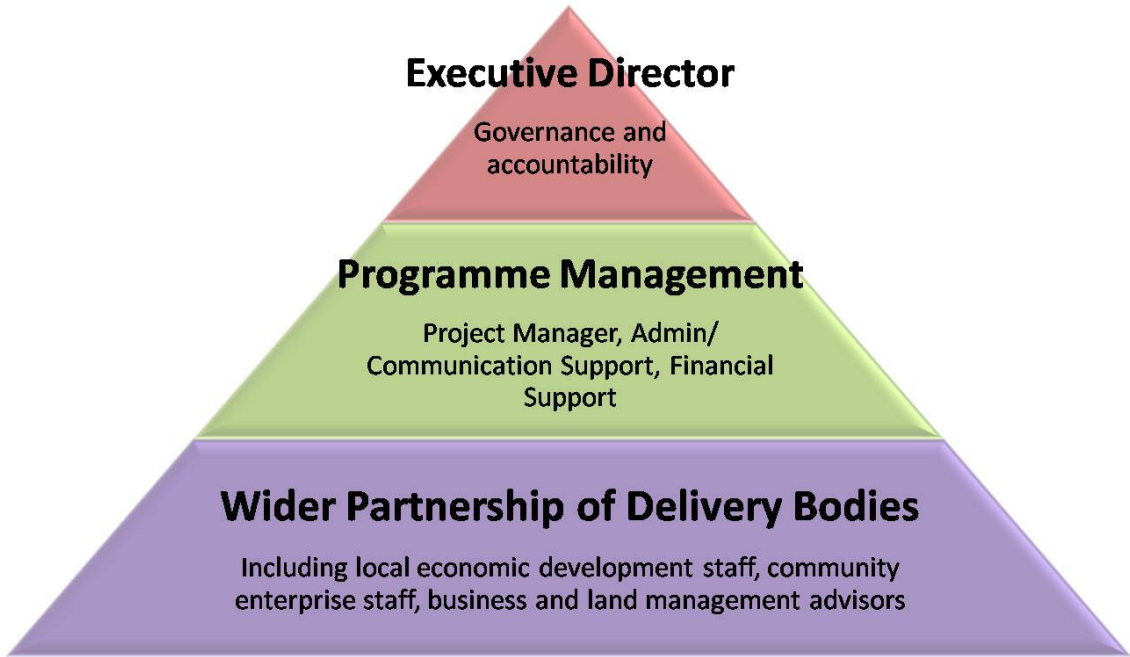 Executive Director
Governance and
accountability
Programme Management
Project Manager, Admin/
Communication Support, Financial
Support
Wider Partnership of Delivery Bodies
Including local economic development staff, community
enterprise staff, business and land management advisors